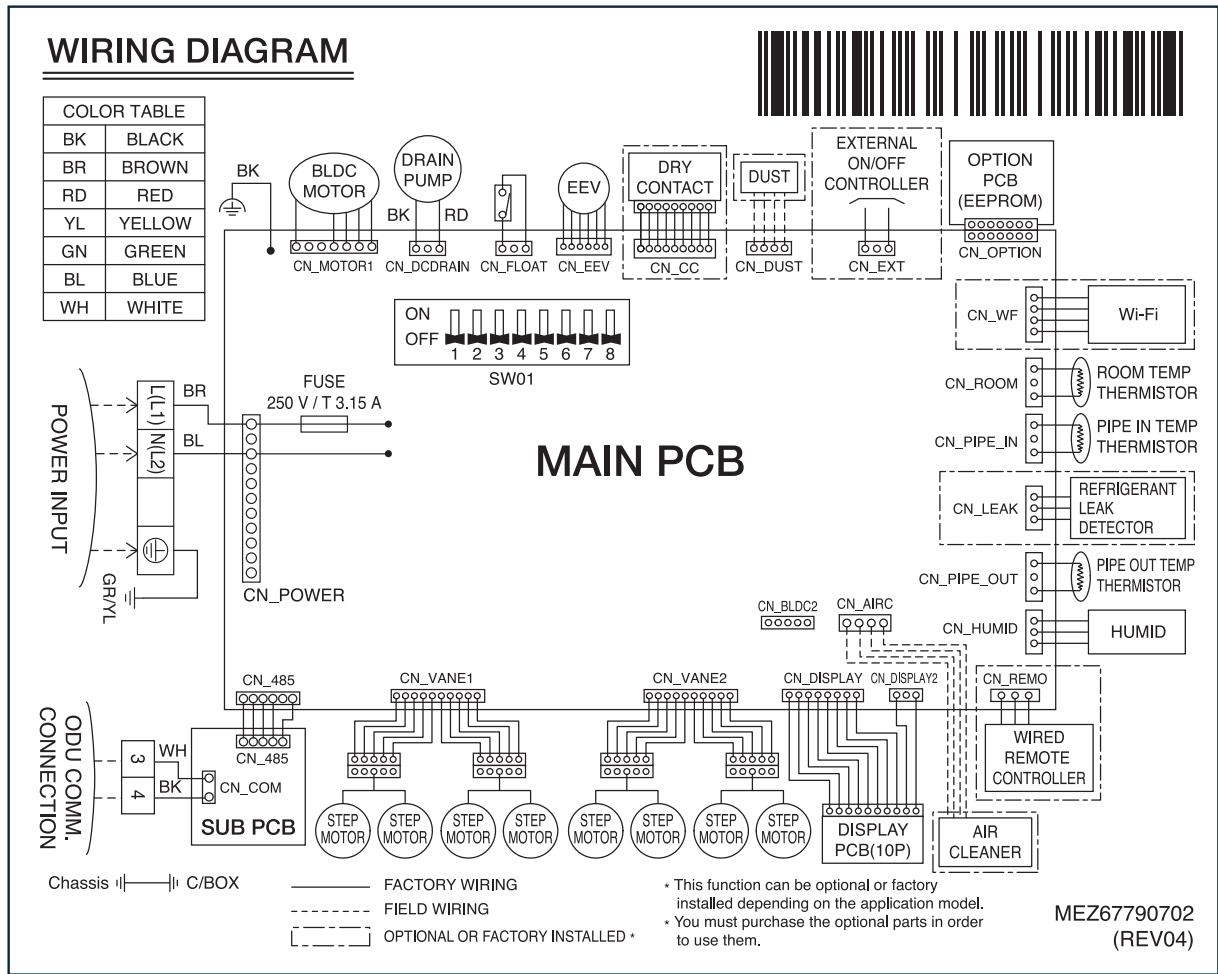 WIRING DIAGRAM
COLOR TABLE
BK BLACK
BR BROWN
RD RED
YL YELLOW
GN GREEN
BL BLUE
WH WHITE
BK
BLDC
MOTOR
CN_MOTOR1
DRAIN
PUMP
BK RD
CN_DCDRAIN
CN_FLOAT
EEV
CN_EEV
DRY
CONTACT
CN_CC
DUST
CN_DUST
EXTERNAL
ON/OFF
CONTROLLER
CN_EXT
OPTION
PCB
(EEPROM)
CN_OPTION
ON
OFF
1 2 3 4 5 6 7 8
SW01
CN_WF
Wi-Fi
CN_ROOM
ROOM TEMP
THERMISTOR
CN_PIPE_IN
PIPE IN TEMP
THERMISTOR
CN_LEAK
REFRIGERANT
LEAK
DETECTOR
CN_PIPE_OUT
PIPE OUT TEMP
THERMISTOR
CN_HUMID
HUMID
POWER INPUT
L(L1)
N(L2)
BR
BL
GR/YL
FUSE
250 V / T 3.15 A
CN_POWER
MAIN PCB
CN_BLDC2
CN_AIRC
CN_485
CN_VANE1
CN_VANE2
CN_DISPLAY
CN_DISPLAY2
CN_REMO
WIRED
REMOTE
CONTROLLER
ODU COMM.
CONNECTION
3
4
WH
BK
CN_485
CN_COM
SUB PCB
STEP
MOTOR
STEP
MOTOR
STEP
MOTOR
STEP
MOTOR
STEP
MOTOR
STEP
MOTOR
STEP
MOTOR
STEP
MOTOR
DISPLAY
PCB(10P)
AIR
CLEANER
Chassis C/BOX
FACTORY WIRING
FIELD WIRING
OPTIONAL OR FACTORY INSTALLED *
* This function can be optional or factory
installed depending on the application model.
* You must purchase the optional parts in order
to use them.
MEZ67790702
(REV04)